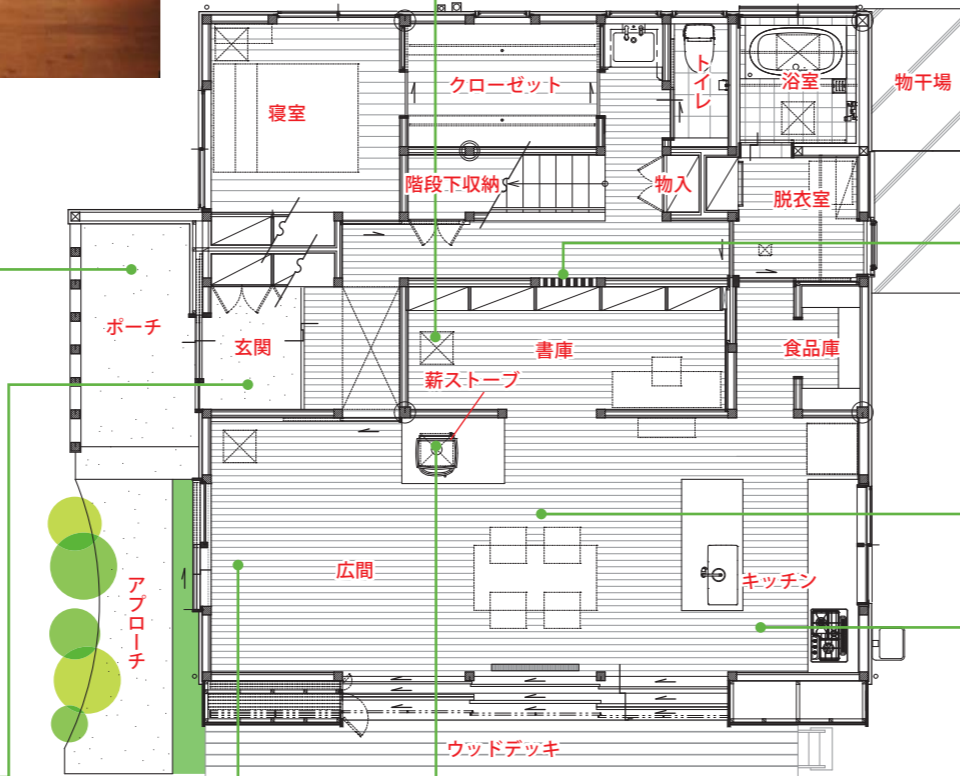 クローゼット
トイレ
浴室
物干場
寝室
階段下収納
物入
脱衣室
ポーチ
玄関
書庫
食品庫
薪ストーブ
広間
キッチン
アプローチ
ウッドデッキ